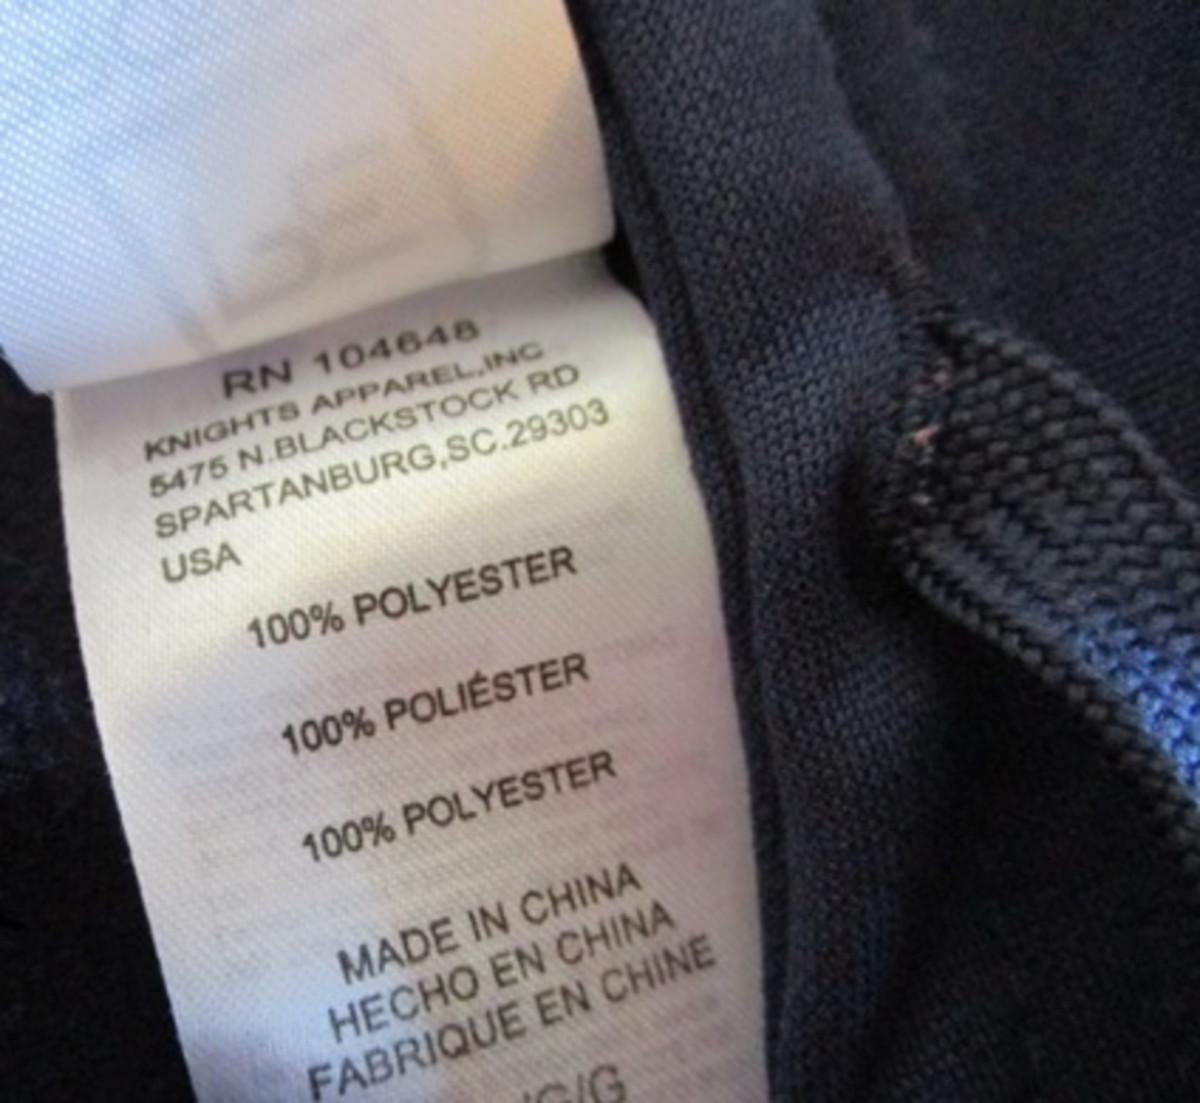 RN 104648
KNIGHTS APPAREL,INC
5475 N.BLACKSTOCK RD
SPARTANBURG,SC.29303
USA
100% POLYESTER
100% POLIÉSTER
100% POLYESTER
MADE IN CHINA
HECHO EN CHINA
FABRIQUE EN CHINE